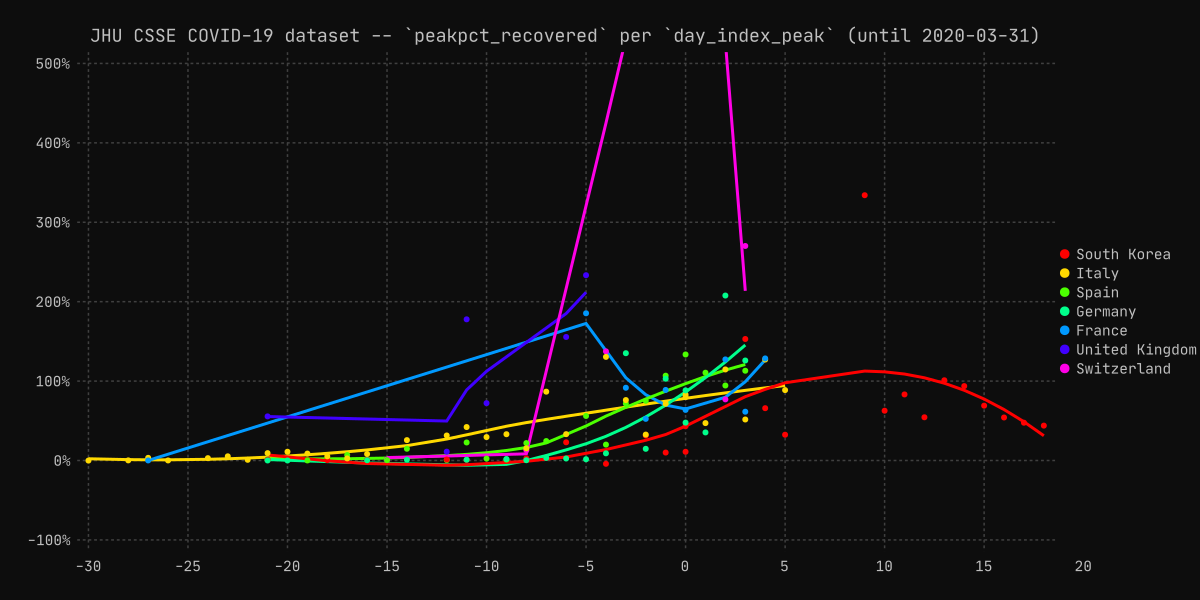 JHU CSSE COVID-19 dataset -- `peakpct_recovered` per `day_index_peak` (until 2020-03-31)
500%
400%
300%
200%
100%
0%
-100%
-30 -25 -20 -15 -10 -5 0 5 10 15 20
South Korea
Italy
Spain
Germany
France
United Kingdom
Switzerland